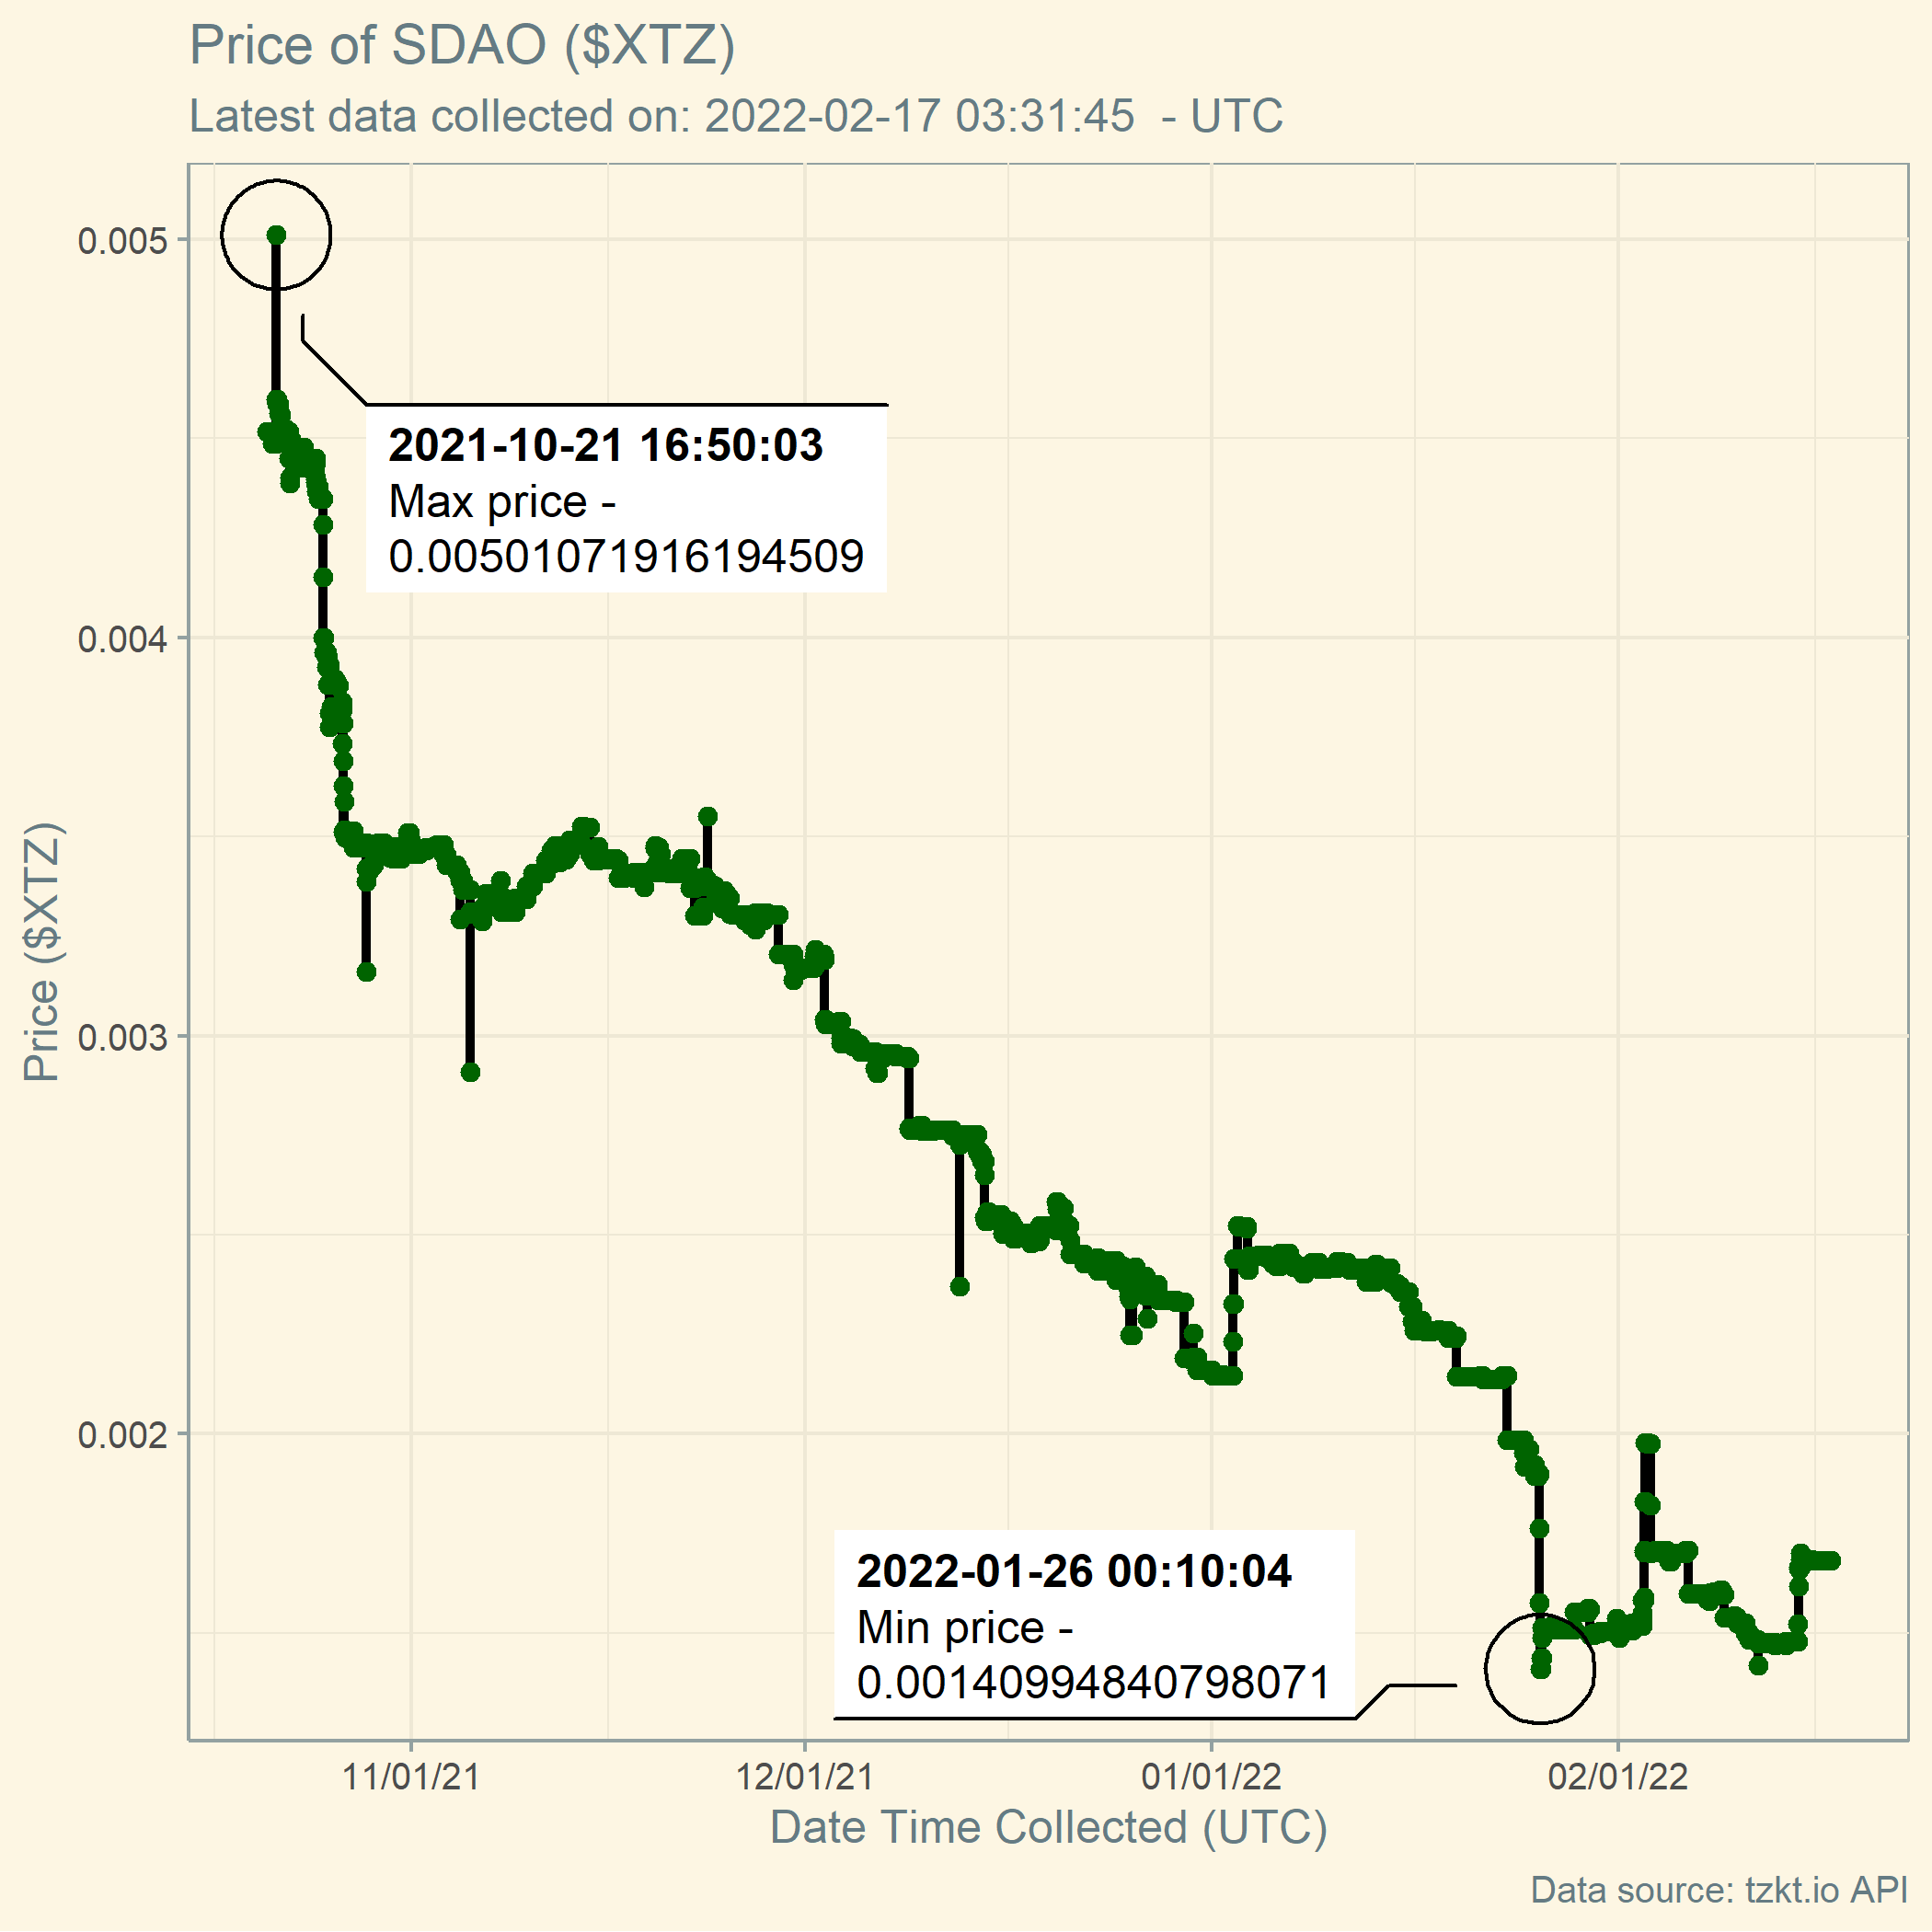 Price of SDAO ($XTZ)
Latest data collected on: 2022-02-17 03:31:45 - UTC
0.005
0.004
0.003
0.002
Price ($XTZ)
2021-10-21 16:50:03
Max price -
0.00501071916194509
2022-01-26 00:10:04
Min price -
0.00140994840798071
11/01/21
12/01/21
01/01/22
02/01/22
Date Time Collected (UTC)
Data source: tzkt.io API